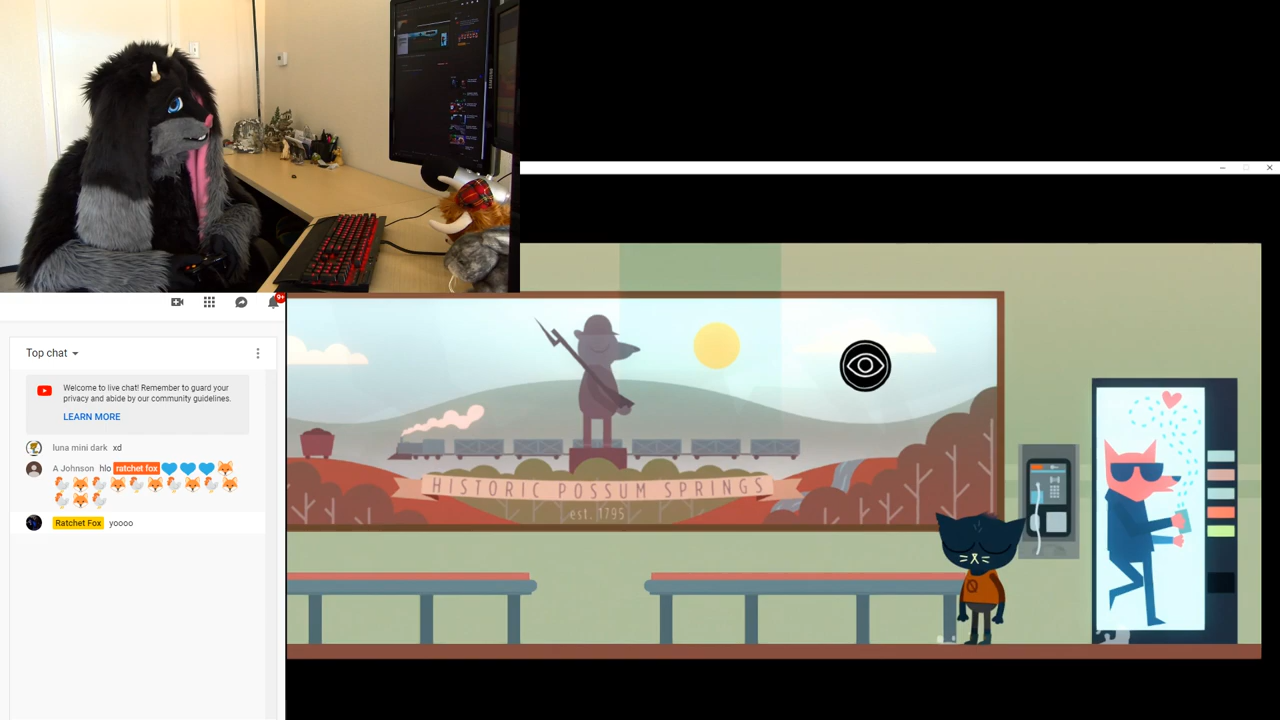 9+
Top chat
Welcome to live chat! Remember to guard your
privacy and abide by our community guidelines.
LEARN MORE
luna mini dark xd
A Johnson hlo ratchet fox
Ratchet Fox yoooo
HISTORIC POSSUM SPRINGS
est. 1795